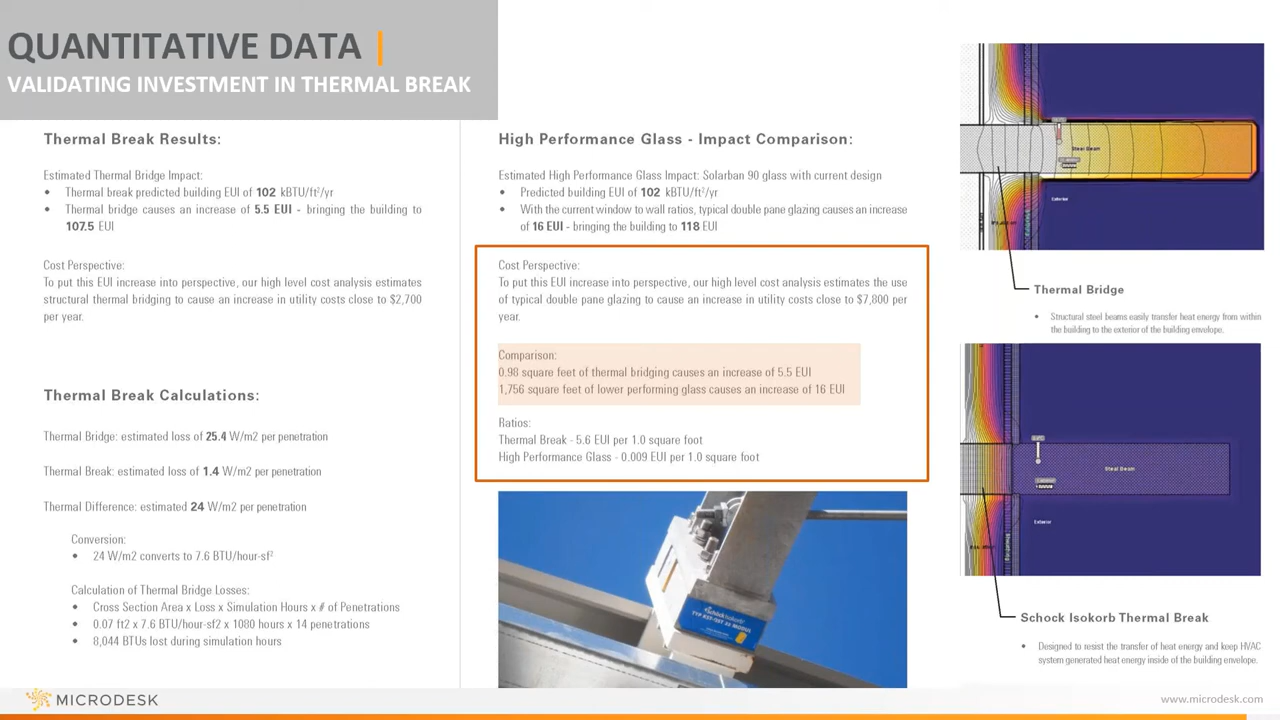 QUANTITATIVE DATA |
VALIDATING INVESTMENT IN THERMAL BREAK
Thermal Break Results:
Estimated Thermal Bridge Impact:
• Thermal break predicted building EUI of 102 kBTU/ft²/yr
• Thermal bridge causes an increase of 5.5 EUI - bringing the building to
107.5 EUI
Cost Perspective:
To put this EUI increase into perspective, our high level cost analysis estimates
structural thermal bridging to cause an increase in utility costs close to $2,700
per year.
Thermal Break Calculations:
Thermal Bridge: estimated loss of 25.4 W/m2 per penetration
Thermal Break: estimated loss of 1.4 W/m2 per penetration
Thermal Difference: estimated 24 W/m2 per penetration
Conversion:
• 24 W/m2 converts to 7.6 BTU/hour-sf²
Calculation of Thermal Bridge Losses:
• Cross Section Area x Loss x Simulation Hours x # of Penetrations
• 0.07 ft2 x 7.6 BTU/hour-sf2 x 1080 hours x 14 penetrations
• 8,044 BTUs lost during simulation hours
High Performance Glass - Impact Comparison:
Estimated High Performance Glass Impact: Solarban 90 glass with current design
• Predicted building EUI of 102 kBTU/ft²/yr
• With the current window to wall ratios, typical double pane glazing causes an increase
of 16 EUI - bringing the building to 118 EUI
Cost Perspective:
To put this EUI increase into perspective, our high level cost analysis estimates the use
of typical double pane glazing to cause an increase in utility costs close to $7,800 per
year.
Comparison:
0.98 square feet of thermal bridging causes an increase of 5.5 EUI
1,756 square feet of lower performing glass causes an increase of 16 EUI
Ratios:
Thermal Break - 5.6 EUI per 1.0 square foot
High Performance Glass - 0.009 EUI per 1.0 square foot
Schöck Isokorb
Steel Beam
Exterior
Thermal Bridge
• Structural steel beams easily transfer heat energy from within
the building to the exterior of the building envelope.
Steel Beam
Exterior
Sheathing
Schock Isokorb Thermal Break
• Designed to resist the transfer of heat energy and keep HVAC
system generated heat energy inside of the building envelope.
MICRODESK
www.microdesk.com